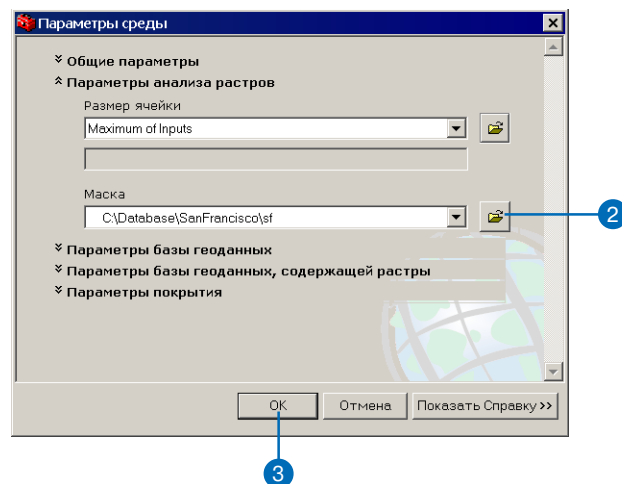 Параметры среды
Общие параметры
Параметры анализа растров
Размер ячейки
Maximum of Inputs
Маска
C:\Database\SanFrancisco\sf
2
Параметры базы геоданных
Параметры базы геоданных, содержащей растры
Параметры покрытия
OK Отмена Показать Справку >>
3